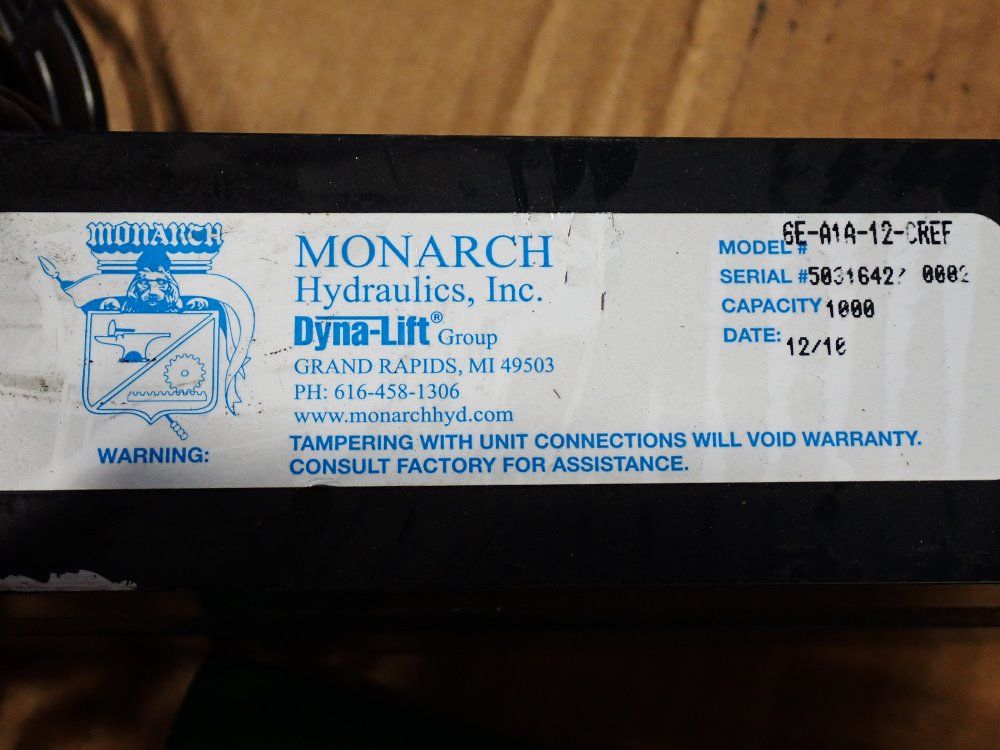 MONARCH
MONARCH
Hydraulics, Inc.
Dyna-Lift® Group
GRAND RAPIDS, MI 49503
PH: 616-458-1306
www.monarchhyd.com
MODEL # 6E-A1A-12-CREF
SERIAL #
CAPACITY 1000
DATE: 12/10
WARNING:
TAMPERING WITH UNIT CONNECTIONS WILL VOID WARRANTY.
CONSULT FACTORY FOR ASSISTANCE.